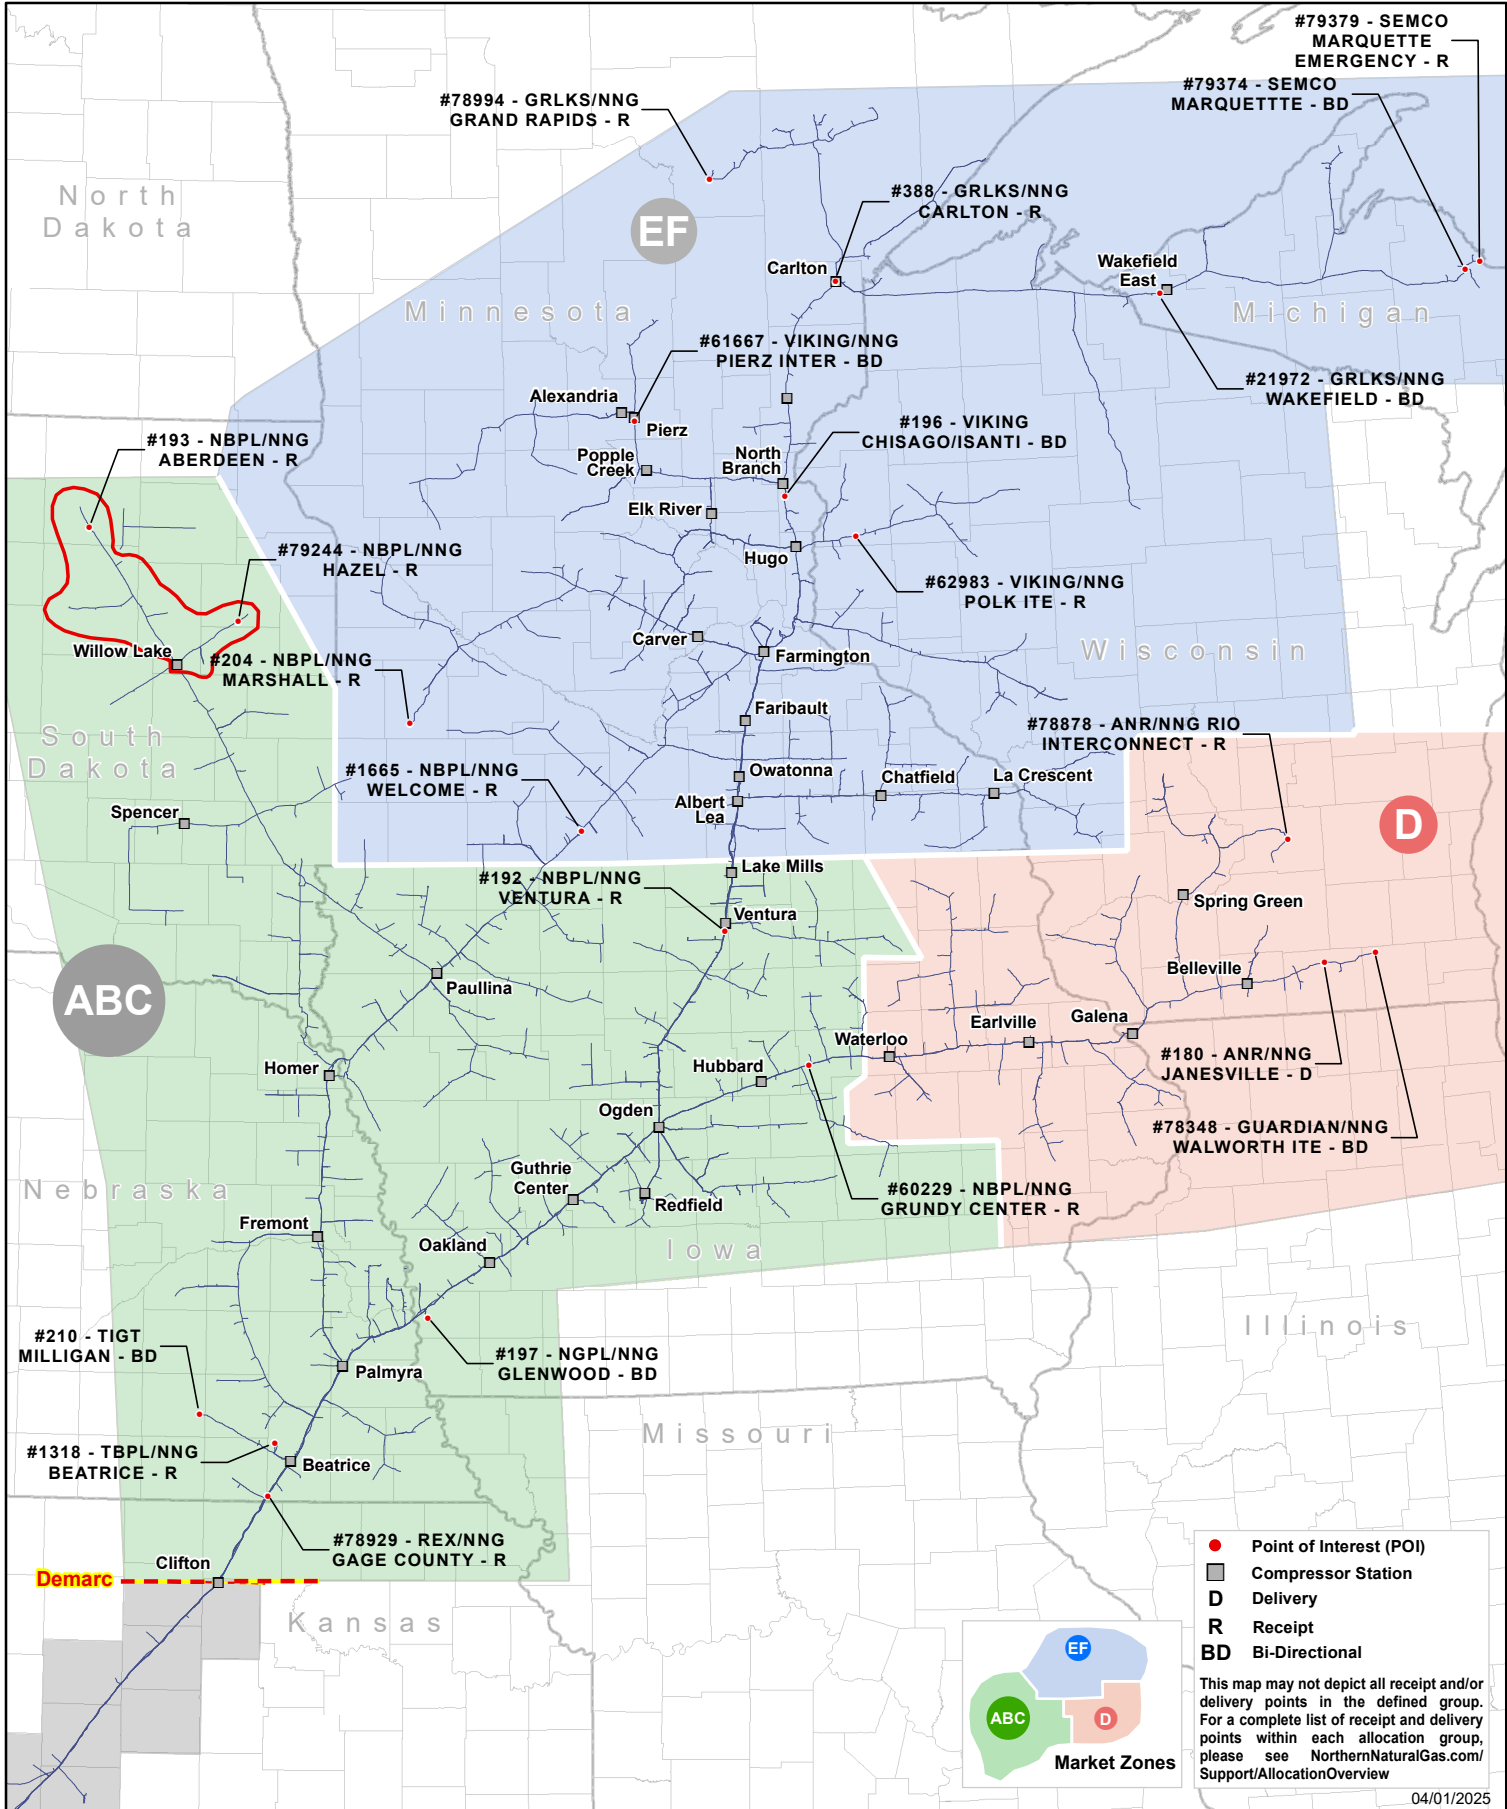 #79379 - SEMCO
MARQUETTE
EMERGENCY - R
#79374 - SEMCO
MARQUETTTE - BD
#78994 - GRLKS/NNG
GRAND RAPIDS - R
North
Dakota
#388 - GRLKS/NNG
CARLTON - R
EF
Carlton
Wakefield
East
Minnesota
Michigan
#61667 - VIKING/NNG
PIERZ INTER - BD
#21972 - GRLKS/NNG
WAKEFIELD - BD
Alexandria
Pierz
#196 - VIKING
CHISAGO/ISANTI - BD
#193 - NBPL/NNG
ABERDEEN - R
Popple
Creek
North
Branch
Elk River
#79244 - NBPL/NNG
HAZEL - R
Hugo
#62983 - VIKING/NNG
POLK ITE - R
Carver
Farmington
Wisconsin
Willow Lake
#204 - NBPL/NNG
MARSHALL - R
Faribault
#78878 - ANR/NNG RIO
INTERCONNECT - R
South
Dakota
#1665 - NBPL/NNG
WELCOME - R
Owatonna
Chatfield
La Crescent
Albert
Lea
Spencer
D
Lake Mills
#192 - NBPL/NNG
VENTURA - R
Spring Green
Ventura
Belleville
ABC
Paullina
Earlville
Galena
Waterloo
Homer
Hubbard
#180 - ANR/NNG
JANESVILLE - D
Ogden
#78348 - GUARDIAN/NNG
WALWORTH ITE - BD
Guthrie
Center
Nebraska
#60229 - NBPL/NNG
GRUNDY CENTER - R
Redfield
Fremont
Oakland
Iowa
Illinois
#210 - TIGT
MILLIGAN - BD
#197 - NGPL/NNG
GLENWOOD - BD
Palmyra
Missouri
#1318 - TBPL/NNG
BEATRICE - R
Beatrice
#78929 - REX/NNG
GAGE COUNTY - R
Clifton
Demarc
Kansas
Point of Interest (POI)
Compressor Station
D Delivery
R Receipt
BD Bi-Directional
EF
ABC
D
Market Zones
This map may not depict all receipt and/or
delivery points in the defined group.
For a complete list of receipt and delivery
points within each allocation group,
please see NorthernNaturalGas.com/
Support/AllocationOverview
04/01/2025